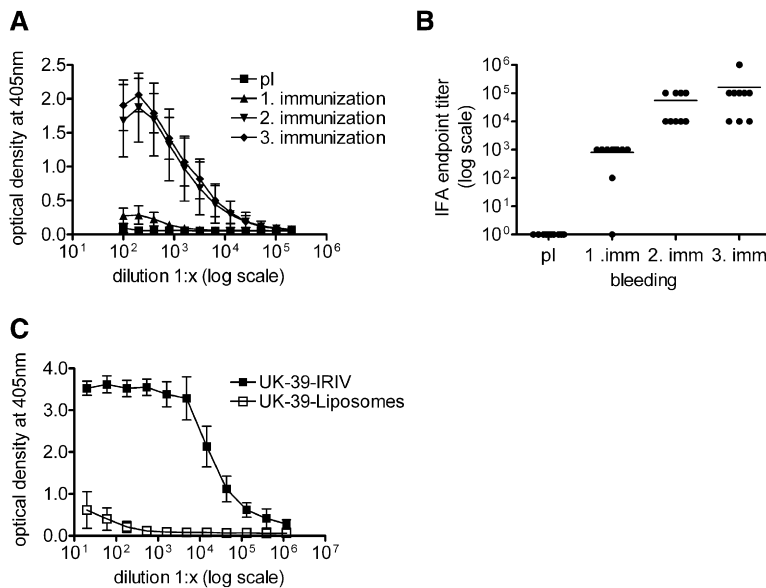 A
optical density at 405nm
2.5
2.0
1.5
1.0
0.5
0.0
10¹ 10² 10³ 10⁴ 10⁵ 10⁶
dilution 1:x (log scale)
pI
1. immunization
2. immunization
3. immunization
B
IFA endpoint titer
(log scale)
10⁶
10⁵
10⁴
10³
10²
10¹
10⁰
pI 1 .imm 2. imm 3. imm
bleeding
C
optical density at 405nm
4.0
3.0
2.0
1.0
0.0
10¹ 10² 10³ 10⁴ 10⁵ 10⁶ 10⁷
dilution 1:x (log scale)
UK-39-IRIV
UK-39-Liposomes